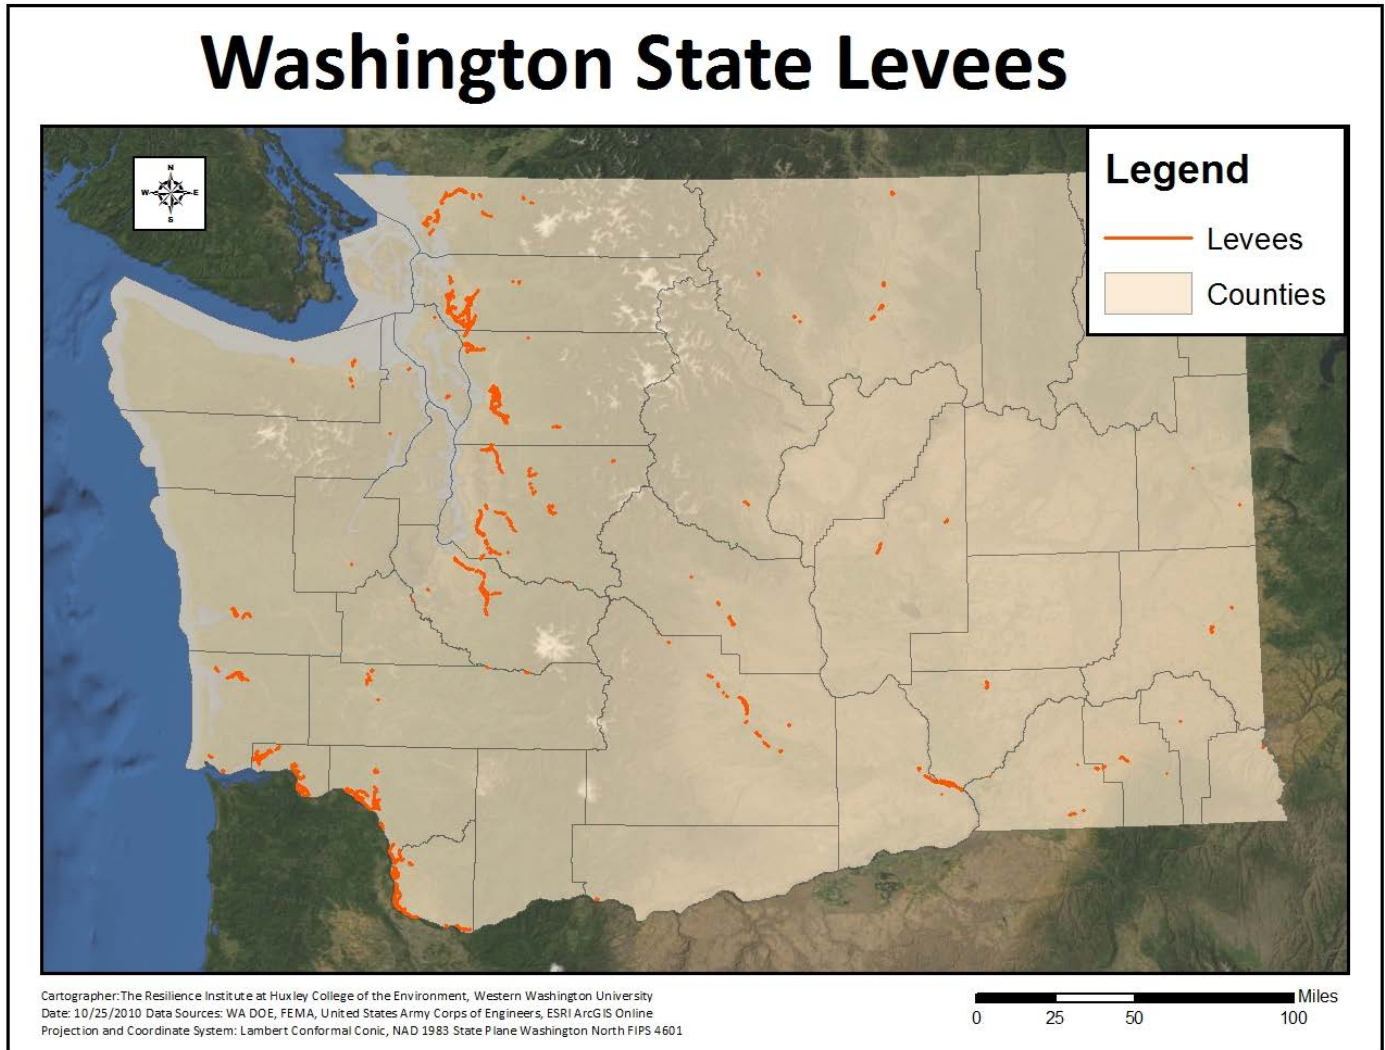 Washington State Levees
N
W E
S
Legend
Levees
Counties
Cartographer:The Resilience Institute at Huxley College of the Environment, Western Washington University
Date: 10/25/2010 Data Sources: WA DOE, FEMA, United States Army Corps of Engineers, ESRI ArcGIS Online
Projection and Coordinate System: Lambert Conformal Conic, NAD 1983 State Plane Washington North FIPS 4601
Miles
0 25 50 100